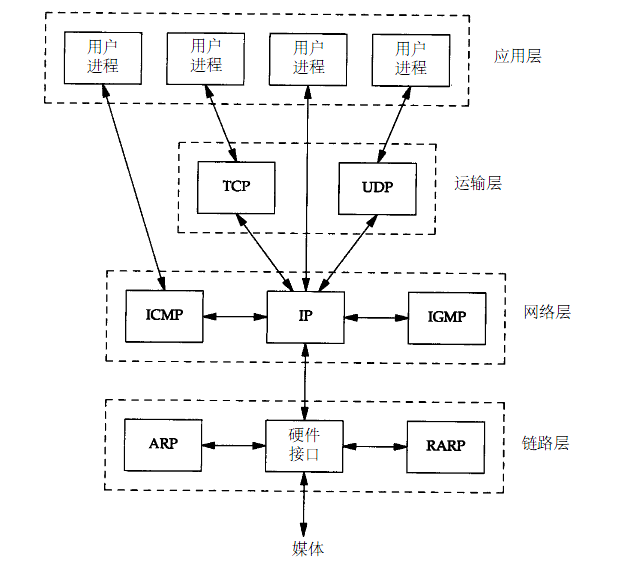 用户
进程
用户
进程
用户
进程
用户
进程
应用层
TCP
UDP
运输层
ICMP
IP
IGMP
网络层
ARP
硬件
接口
RARP
链路层
媒体